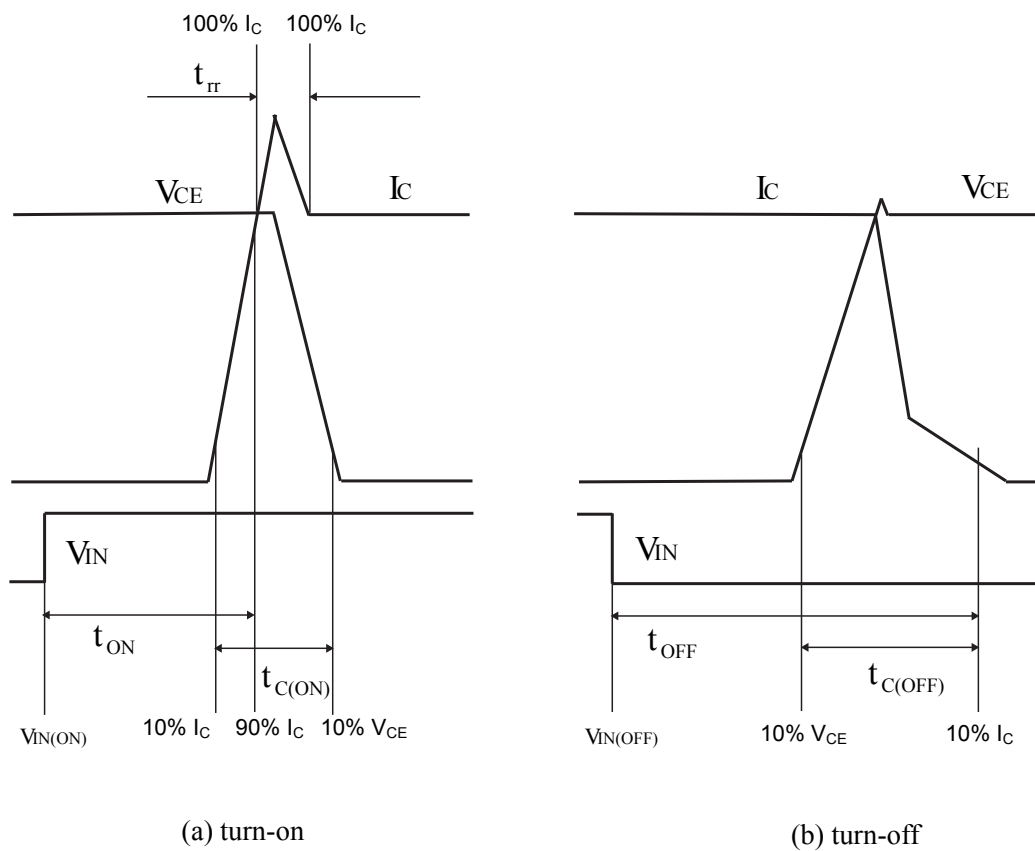 100% IC 100% IC
trr
VCE IC
VIN
tON
tC(ON)
VIN(ON) 10% IC 90% IC 10% VCE
(a) turn-on
IC VCE
VIN
tOFF
tC(OFF)
VIN(OFF) 10% VCE 10% IC
(b) turn-off